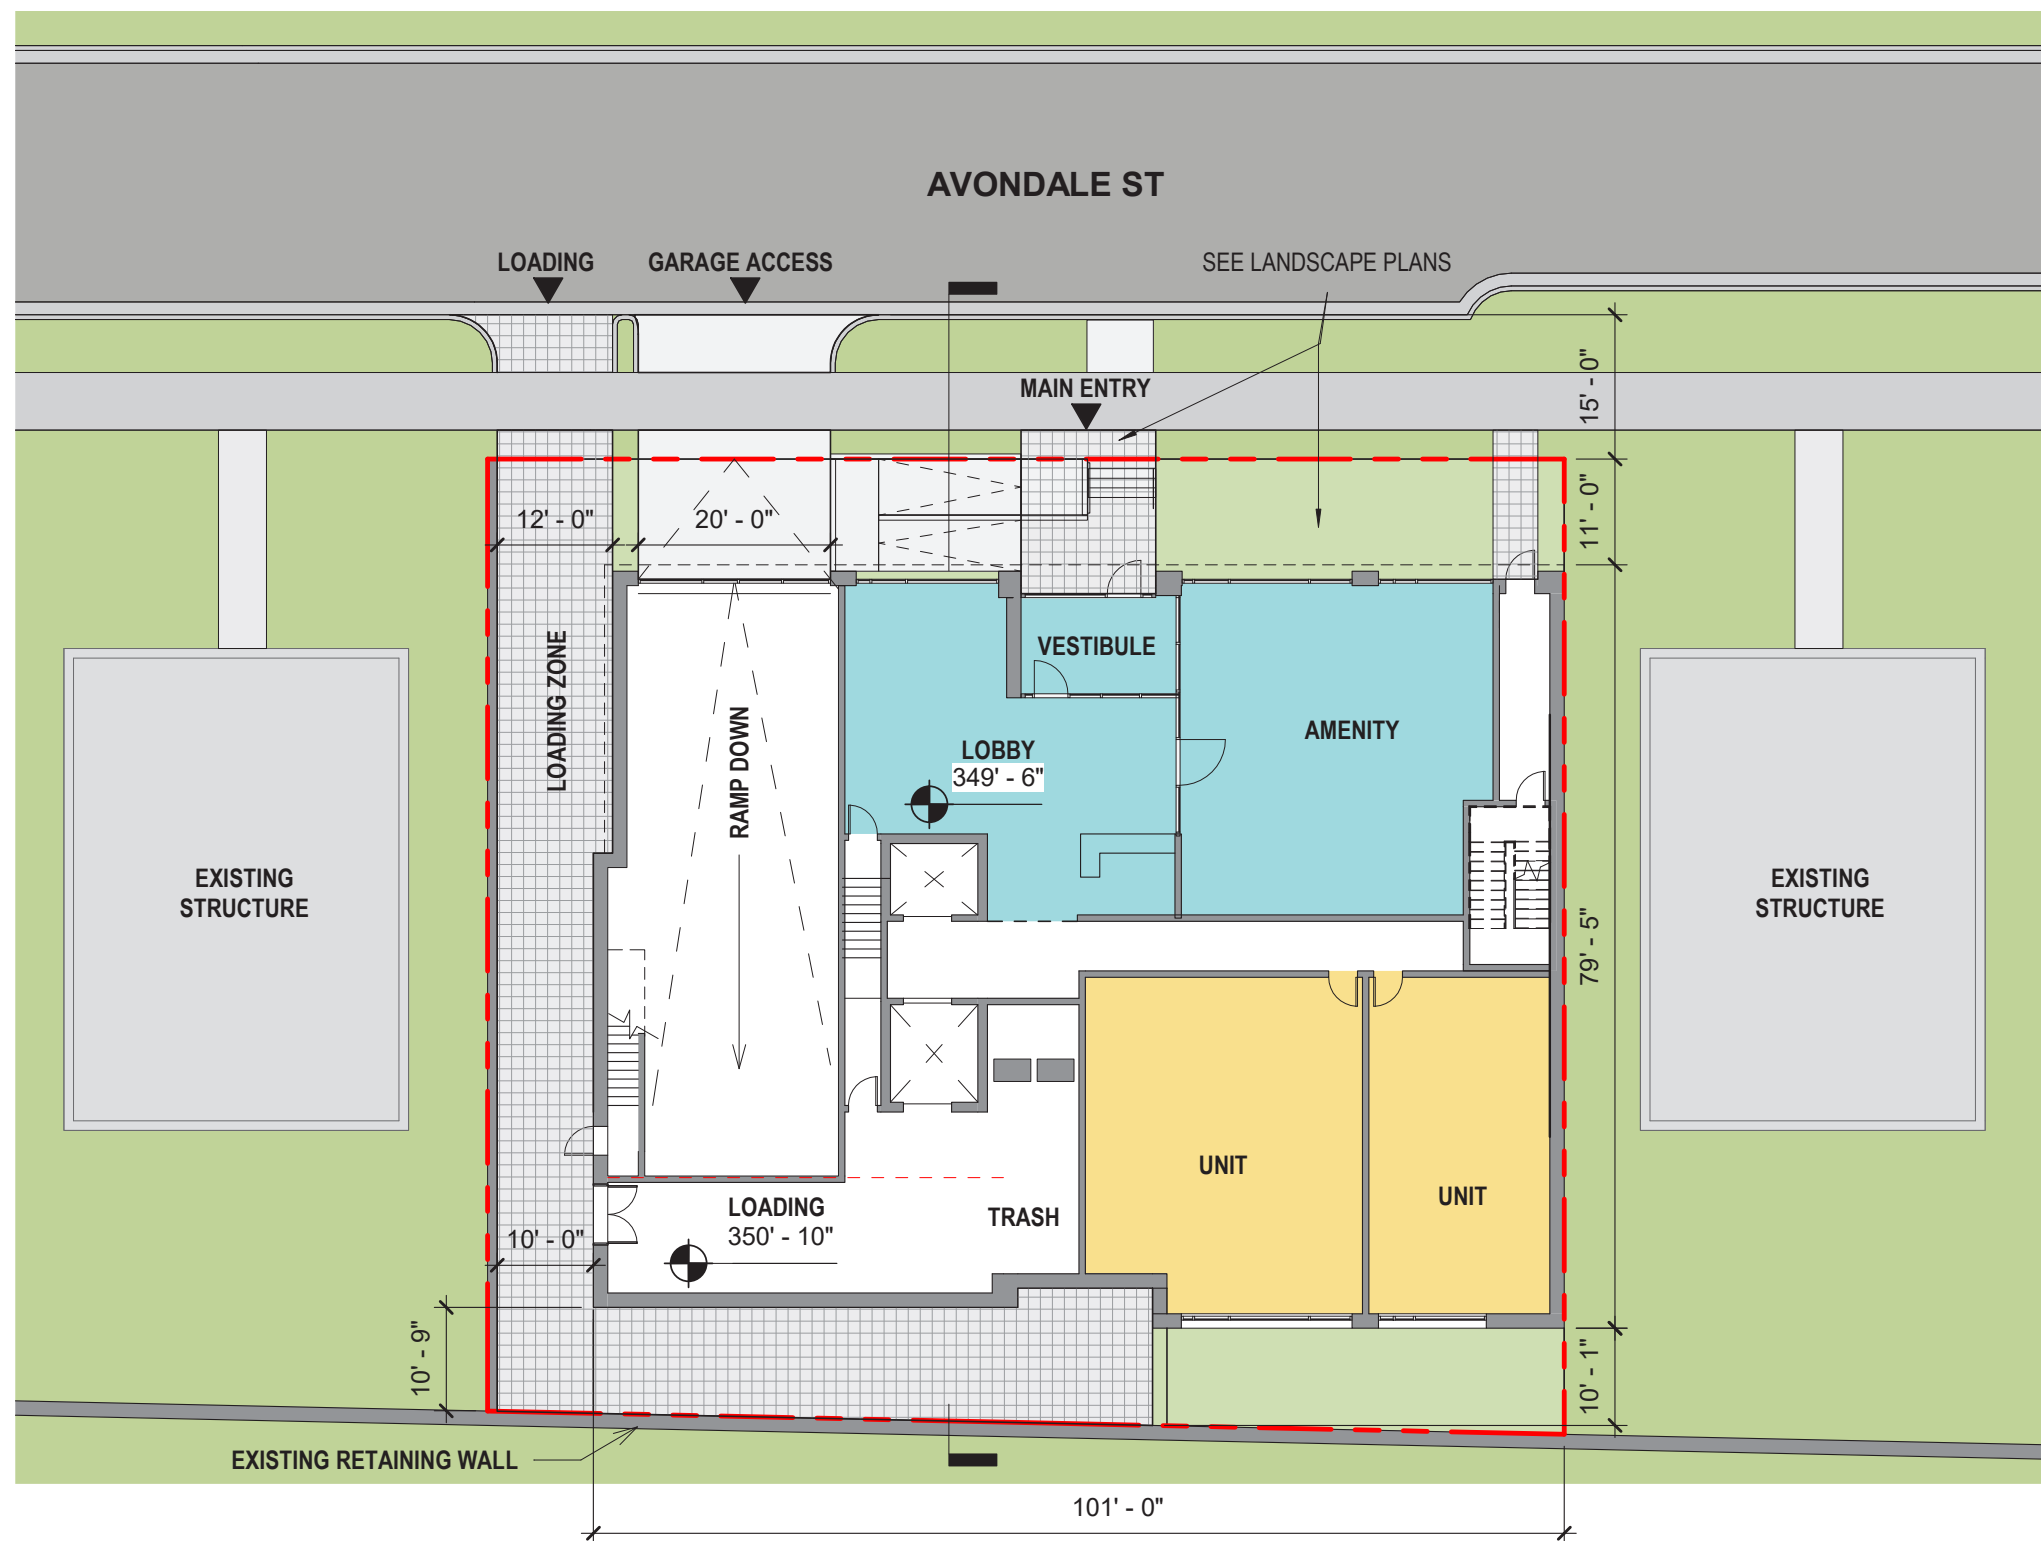 AVONDALE ST
LOADING
GARAGE ACCESS
SEE LANDSCAPE PLANS
MAIN ENTRY
15' - 0"
11' - 0"
12' - 0"
20' - 0"
LOADING ZONE
RAMP DOWN
VESTIBULE
LOBBY
349' - 6"
AMENITY
EXISTING
STRUCTURE
EXISTING
STRUCTURE
79' - 5"
UNIT
UNIT
LOADING
350' - 10"
TRASH
10' - 0"
10' - 9"
10' - 1"
EXISTING RETAINING WALL
101' - 0"